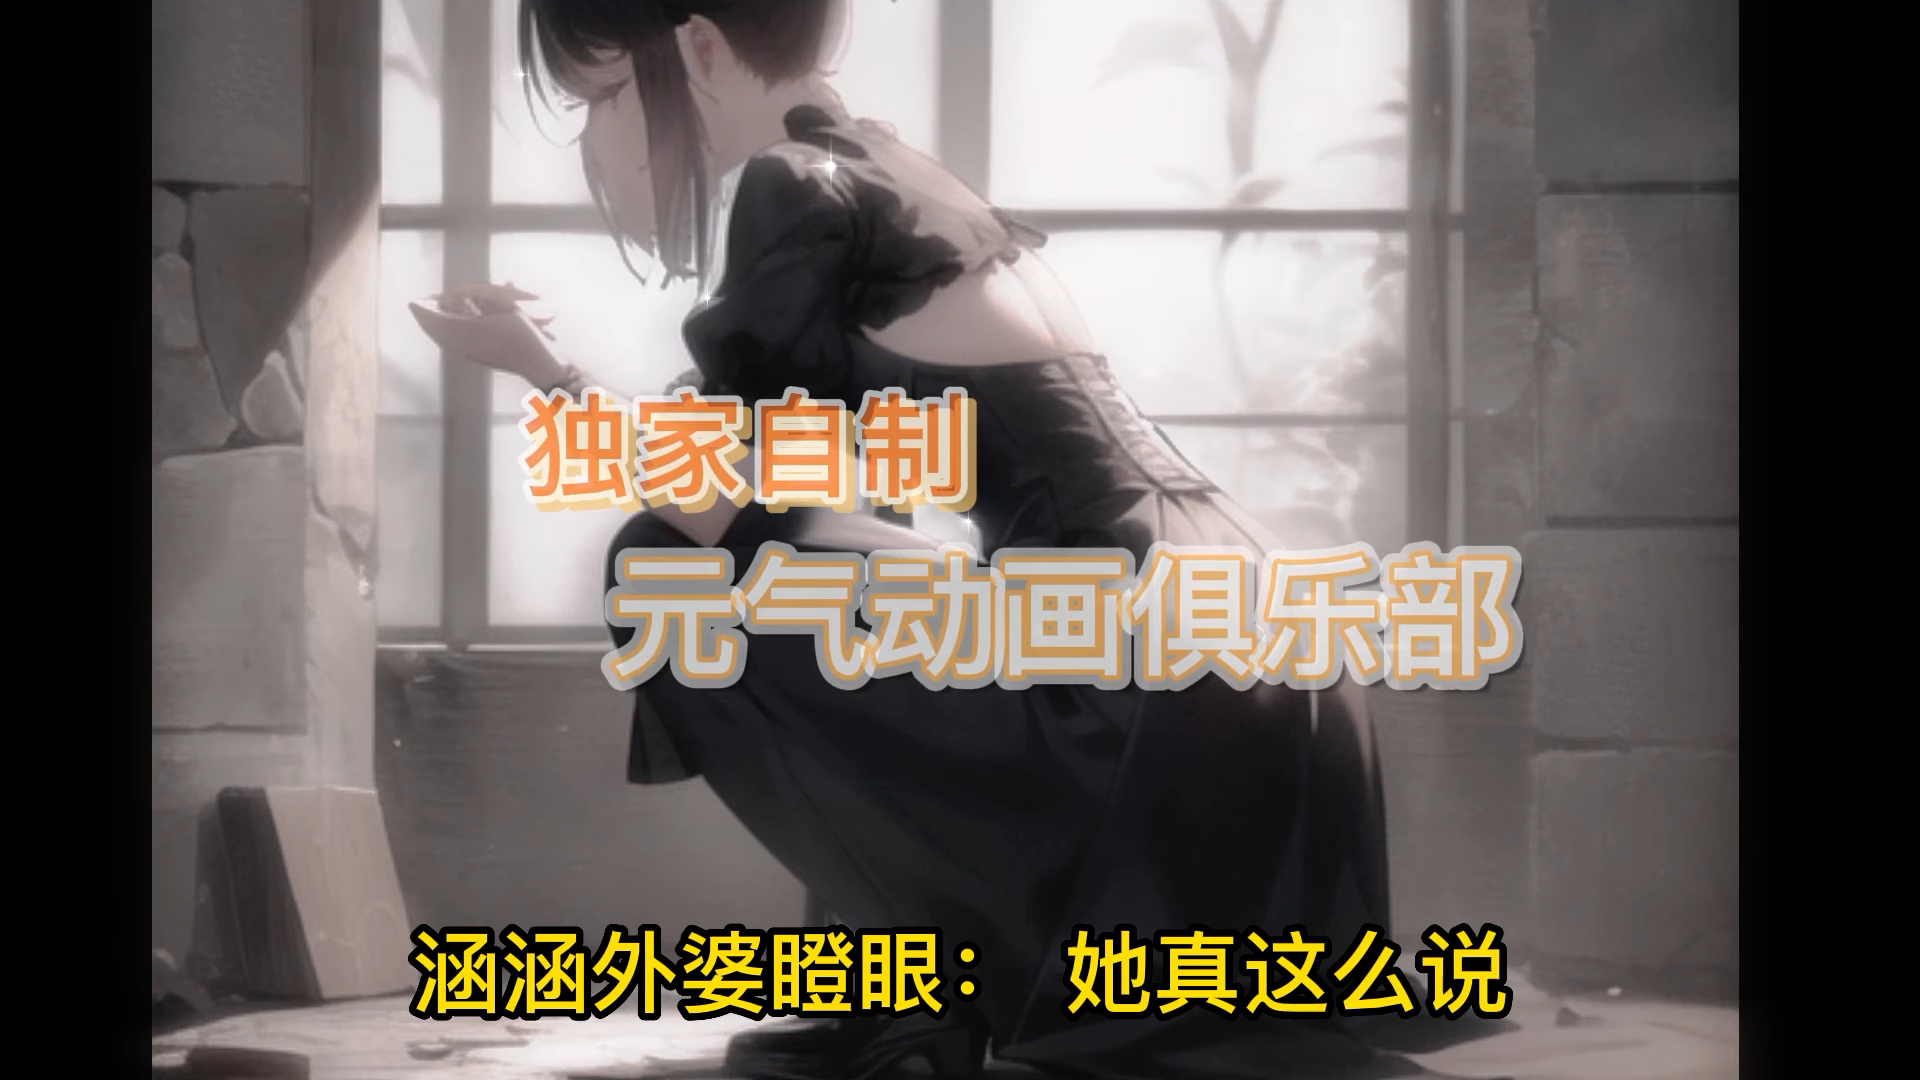 独家自制
元气动画俱乐部
涵涵外婆瞪眼： 她真这么说